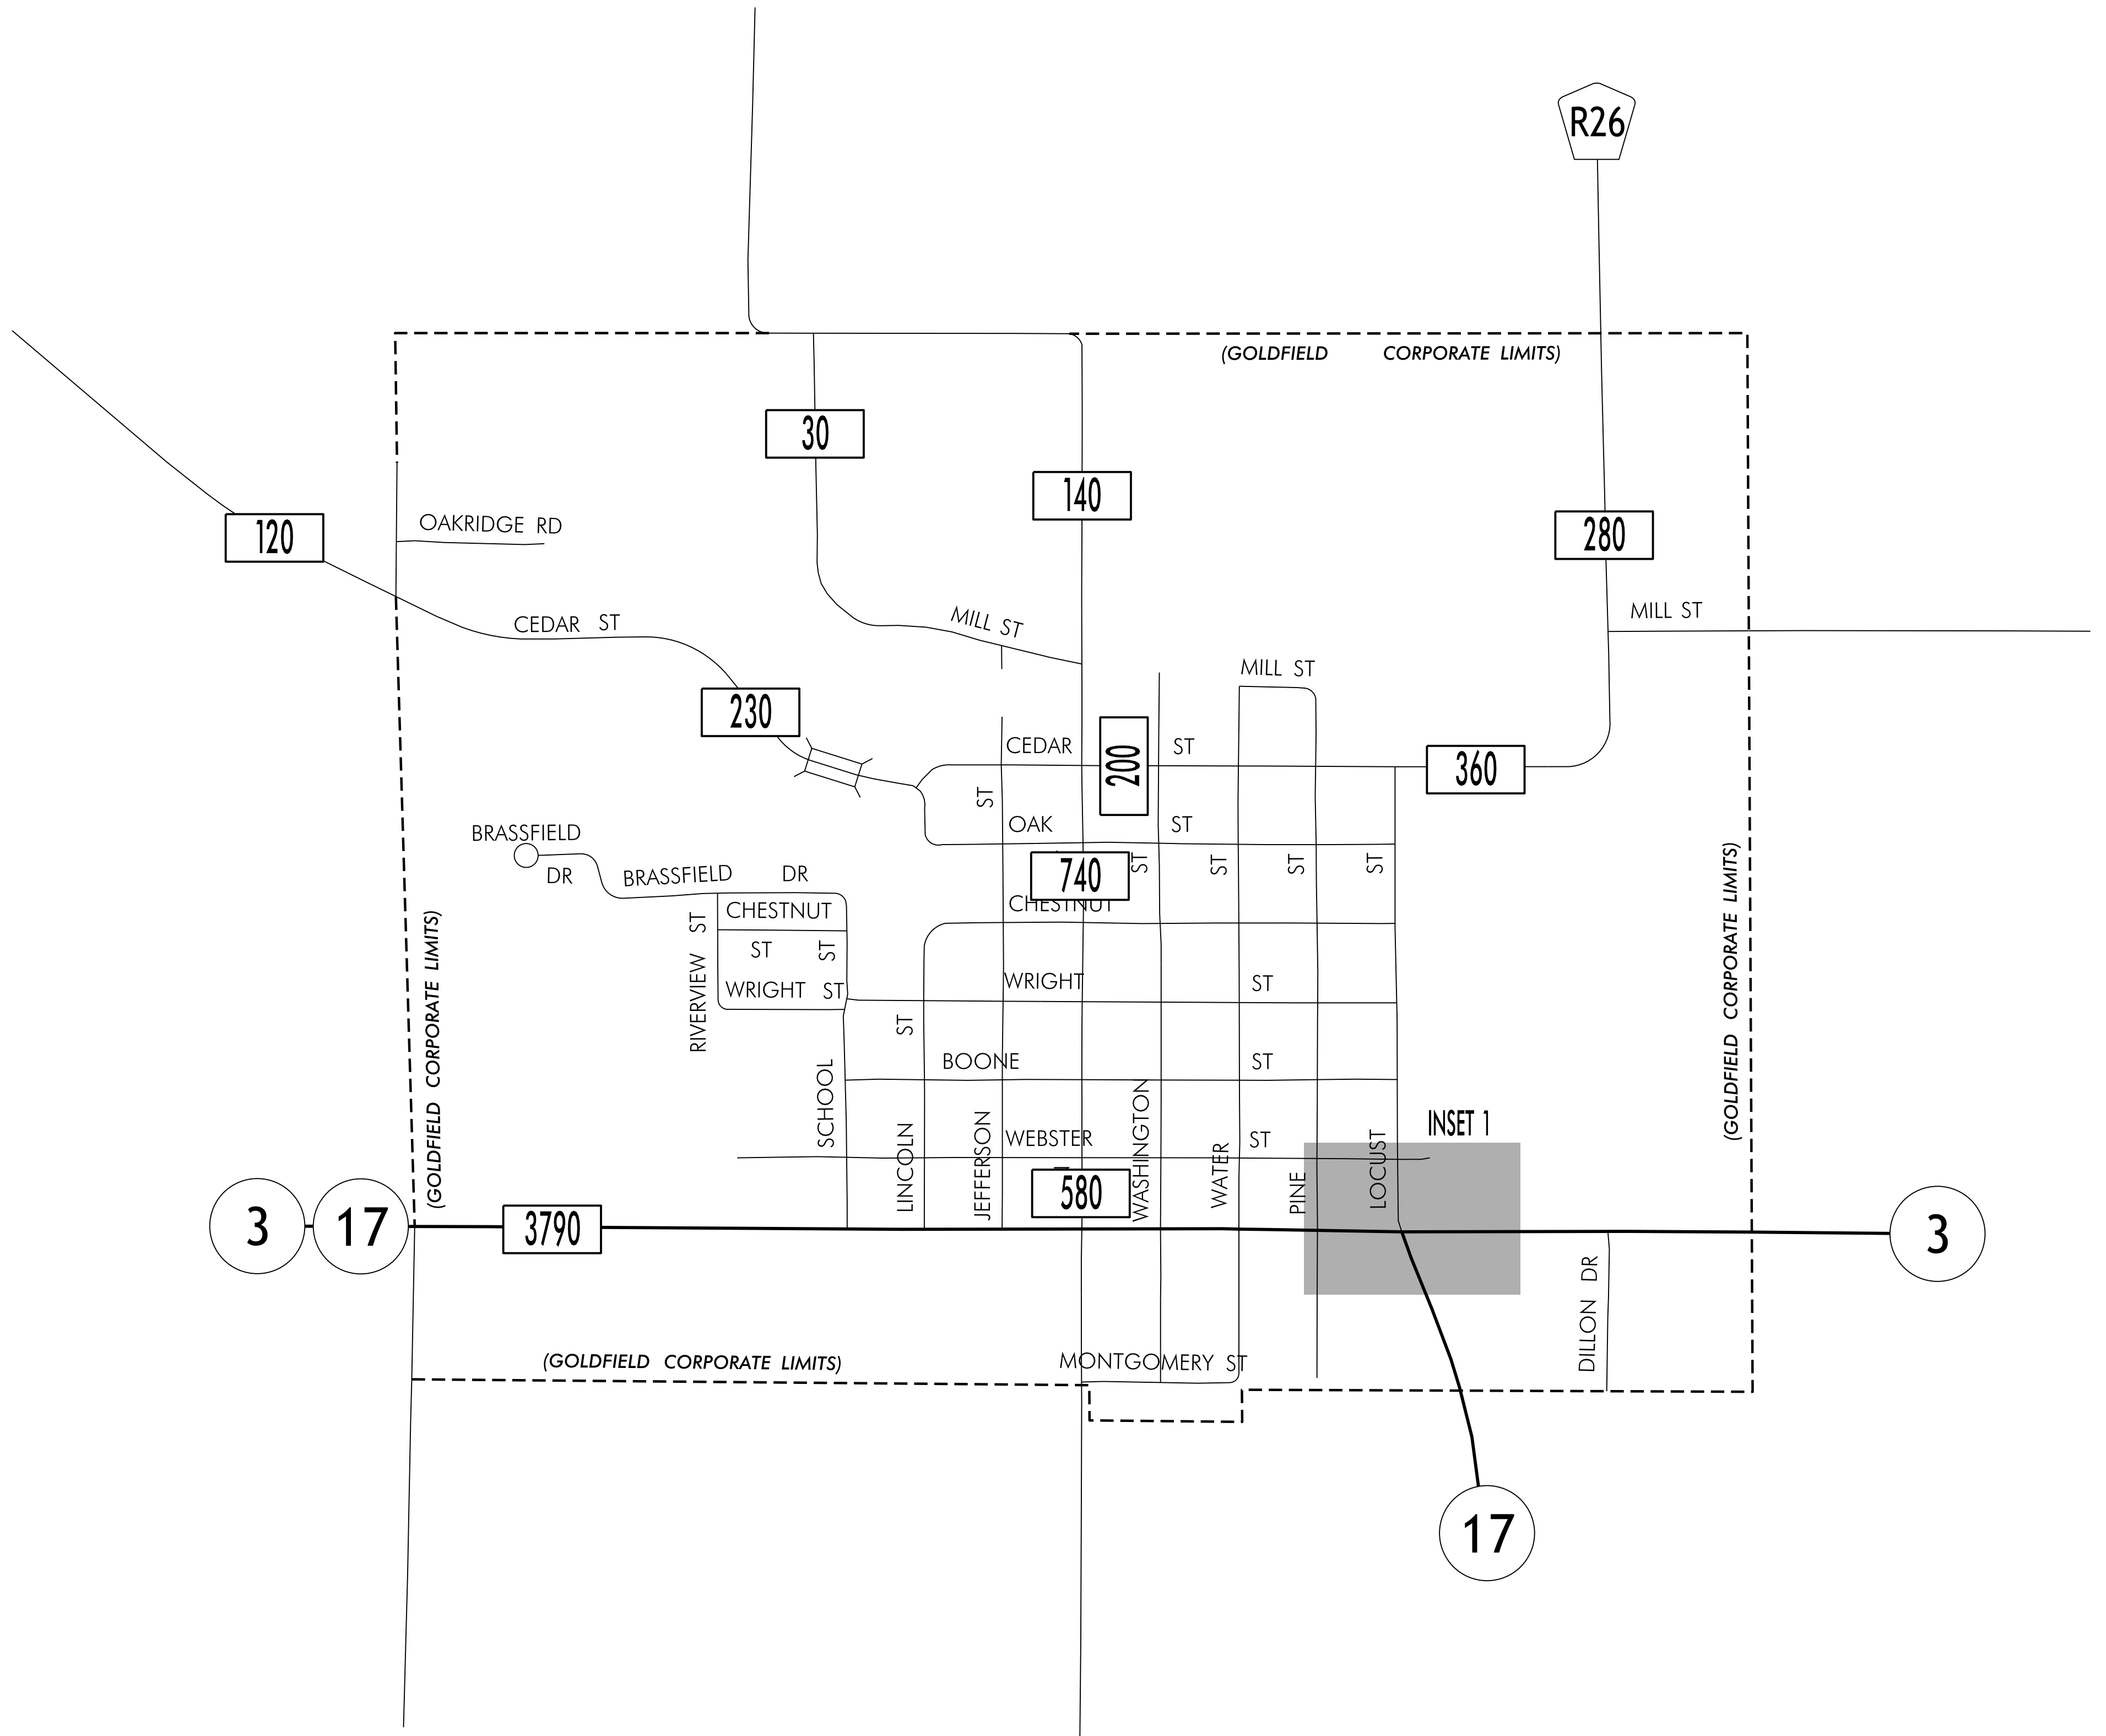 R26
(GOLDFIELD CORPORATE LIMITS)
30
140
120
OAKRIDGE RD
280
CEDAR ST
MILL ST
MILL ST
MILL ST
230
CEDAR ST
200
360
ST
OAK ST
BRASSFIELD
DR
BRASSFIELD DR
740
ST
ST
ST
ST
CHESTNUT
ST
CHESTNUT
RIVERVIEW ST
WRIGHT ST
WRIGHT ST
SCHOOL ST
BOONE ST
LINCOLN ST
JEFFERSON
WEBSTER ST
WASHINGTON
WATER
PINE
LOCUST
INSET 1
(GOLDFIELD CORPORATE LIMITS)
(GOLDFIELD CORPORATE LIMITS)
3
17
3790
580
3
DILLON DR
(GOLDFIELD CORPORATE LIMITS)
MONTGOMERY ST
17